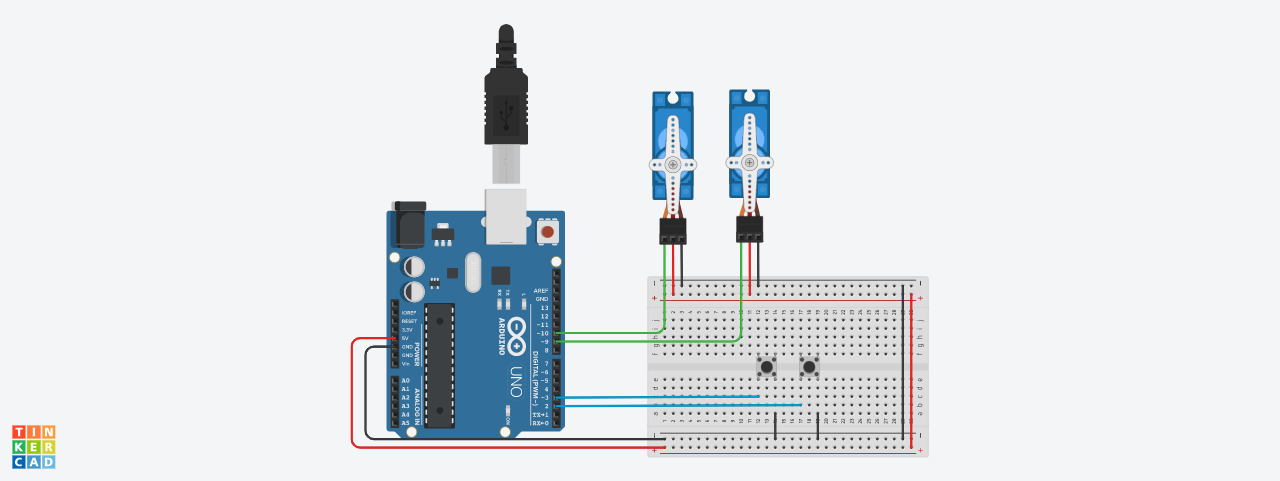 AREF
GND
13
12
~11
~10
~9
8
7
~6
~5
4
~3
2
TX→1
RX←0
DIGITAL (PWM~)
RX
TX
L
ON
ARDUINO
UNO
IOREF
RESET
3.3V
5V
GND
GND
Vin
POWER
A0
A1
A2
A3
A4
A5
ANALOG IN
TIN
KER
CAD